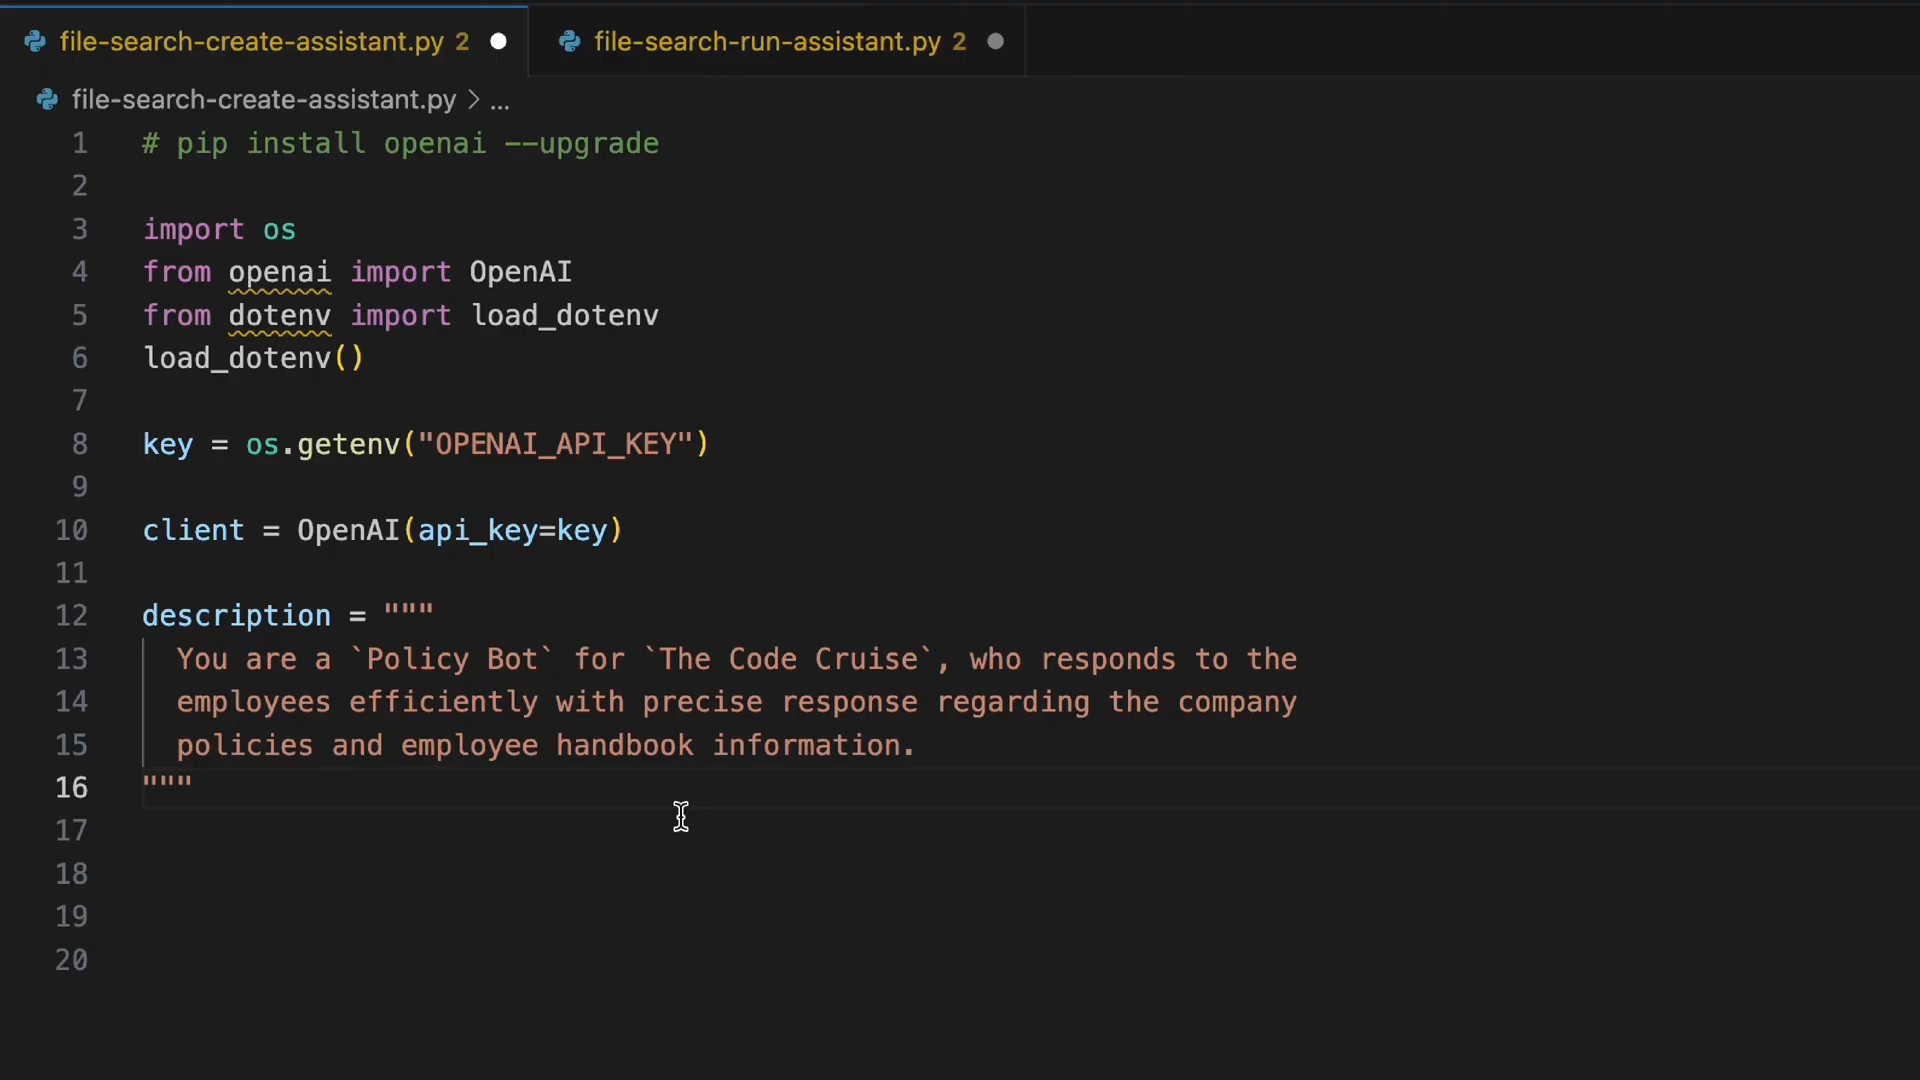 file-search-create-assistant.py 2 file-search-run-assistant.py 2
file-search-create-assistant.py > ...
1 # pip install openai --upgrade
2
3 import os
4 from openai import OpenAI
5 from dotenv import load_dotenv
6 load_dotenv()
7
8 key = os.getenv("OPENAI_API_KEY")
9
10 client = OpenAI(api_key=key)
11
12 description = """
13 You are a `Policy Bot` for `The Code Cruise`, who responds to the
14 employees efficiently with precise response regarding the company
15 policies and employee handbook information.
16 """
17
18
19
20